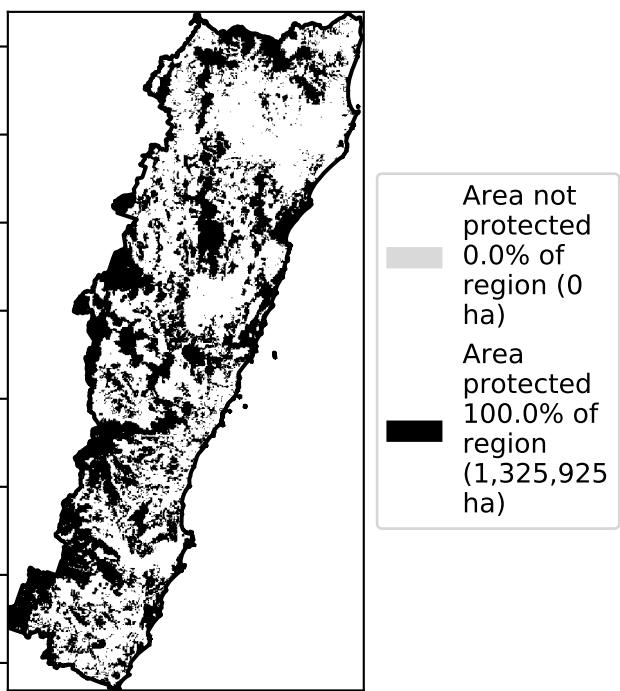 Area not
protected
0.0% of
region (0
ha)
Area
protected
100.0% of
region
(1,325,925
ha)